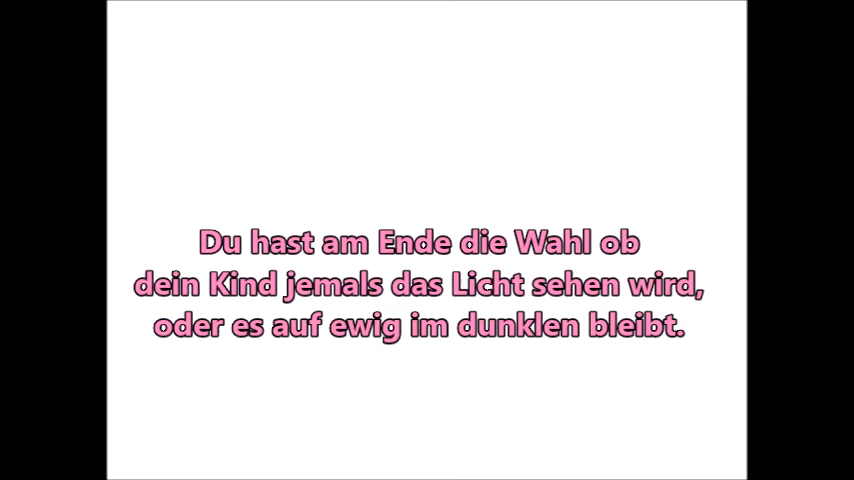 Du hast am Ende die Wahl ob
dein Kind jemals das Licht sehen wird,
oder es auf ewig im dunklen bleibt.